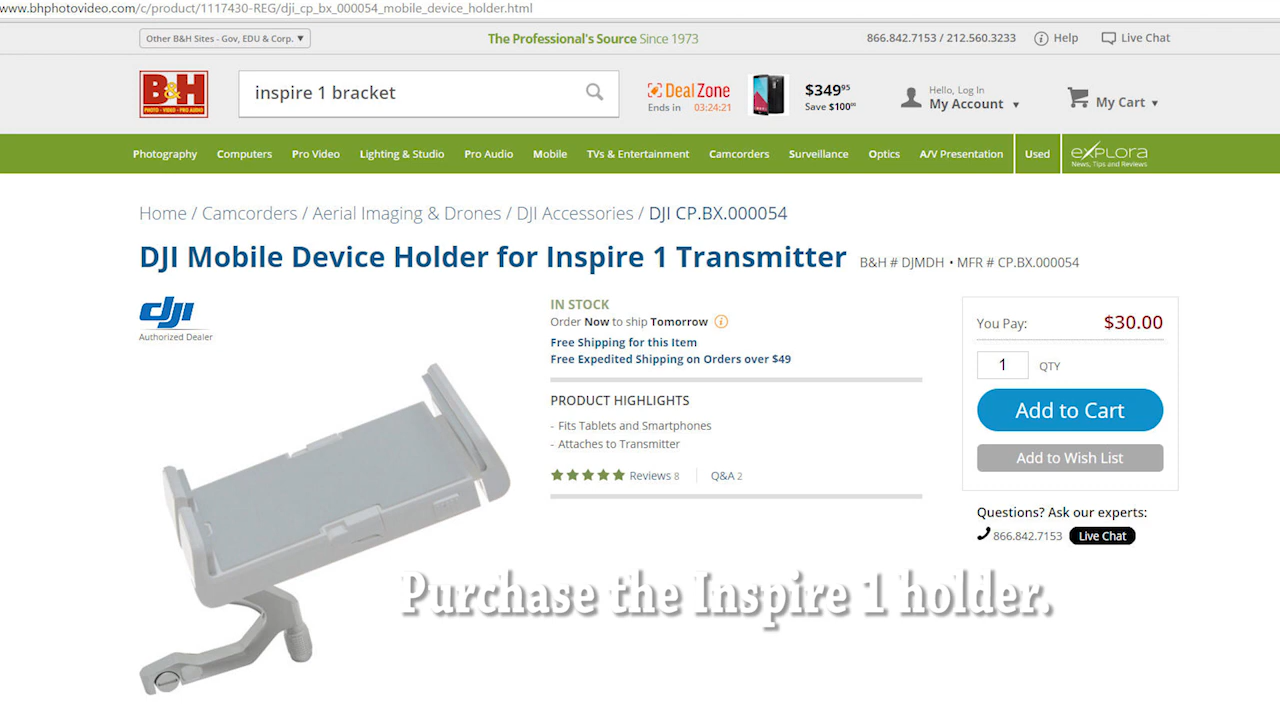 www.bhphotovideo.com/c/product/1117430-REG/dji_cp_bx_000054_mobile_device_holder.html
Other B&H Sites - Gov, EDU & Corp. ▼
The Professional's Source Since 1973
866.842.7153 / 212.560.3233
Help
Live Chat
B&H
PHOTO - VIDEO - PRO AUDIO
inspire 1 bracket
DealZone
Ends in 03:24:21
$349.95
Save $100.00
Hello, Log In
My Account ▼
My Cart ▼
Photography Computers Pro Video Lighting & Studio Pro Audio Mobile TVs & Entertainment Camcorders Surveillance Optics A/V Presentation Used explora
News, Tips and Reviews
Home / Camcorders / Aerial Imaging & Drones / DJI Accessories / DJI CP.BX.000054
DJI Mobile Device Holder for Inspire 1 Transmitter B&H # DJMDH • MFR # CP.BX.000054
dji
Authorized Dealer
IN STOCK
Order Now to ship Tomorrow
Free Shipping for this Item
Free Expedited Shipping on Orders over $49
PRODUCT HIGHLIGHTS
- Fits Tablets and Smartphones
- Attaches to Transmitter
Reviews 8 Q&A 2
You Pay: $30.00
1 QTY
Add to Cart
Add to Wish List
Questions? Ask our experts:
866.842.7153 Live Chat
Purchase the Inspire 1 holder.